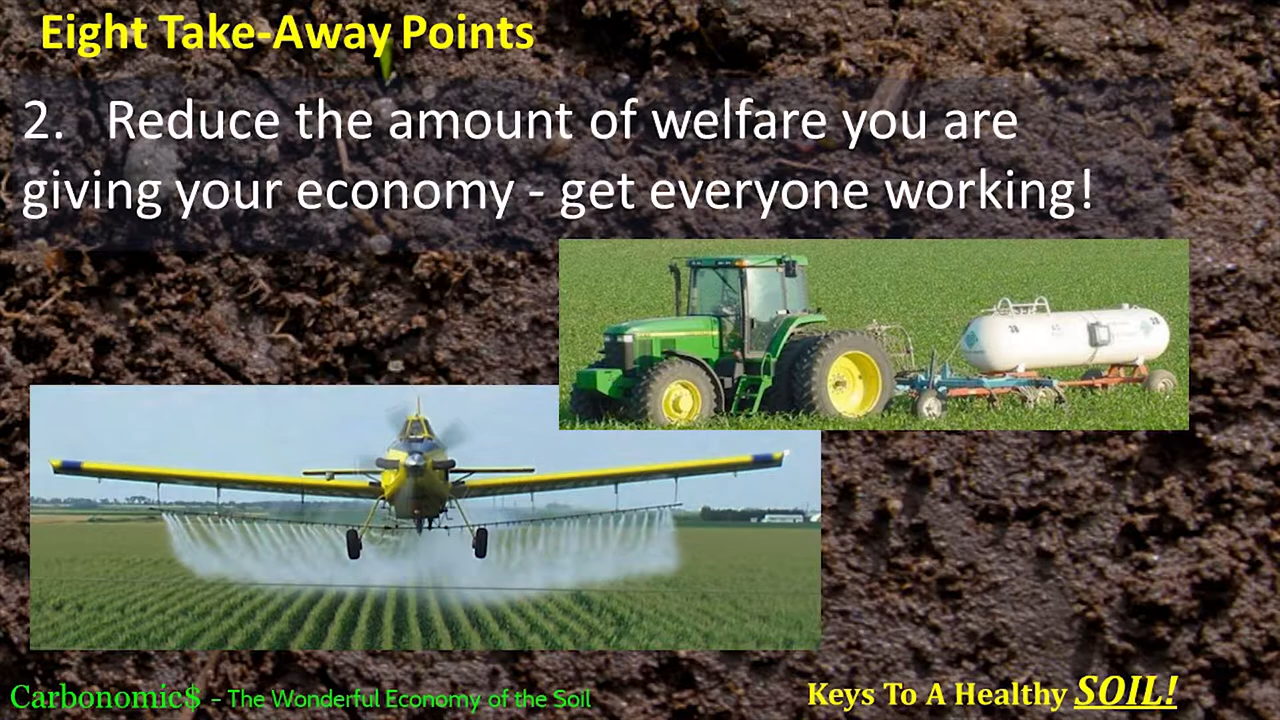 Eight Take-Away Points
2. Reduce the amount of welfare you are
giving your economy - get everyone working!
Carbonomic$ – The Wonderful Economy of the Soil
Keys To A Healthy SOIL!